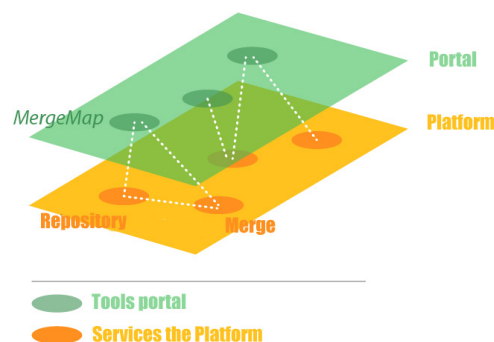 Portal
MergeMap
Platform
Repository
Merge
Tools portal
Services the Platform